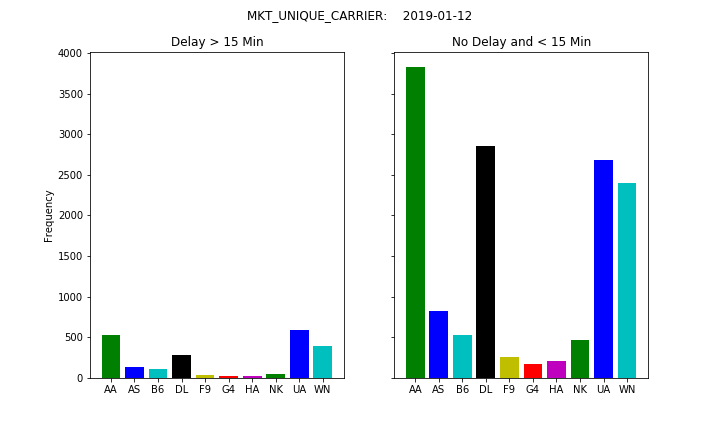 MKT_UNIQUE_CARRIER:    2019-01-12
Delay > 15 Min
No Delay and < 15 Min
4000
3500
3000
2500
2000
1500
1000
500
0
Frequency
AA AS B6 DL F9 G4 HA NK UA WN
AA AS B6 DL F9 G4 HA NK UA WN